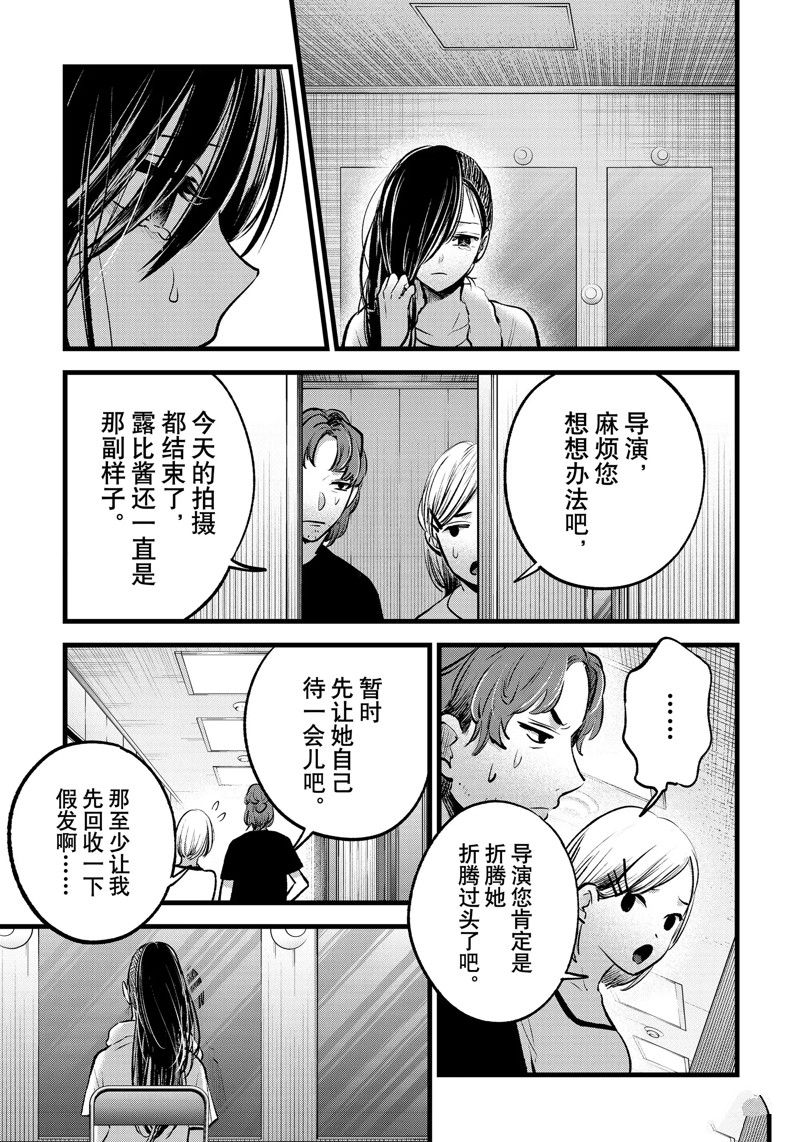 导演，
麻烦您
想想办法吧，
今天的拍摄
都结束了，
露比酱还一直是
那副样子。
……
导演您肯定是
折腾她
折腾过头了吧。
暂时
先让她自己
待一会儿吧。
那至少让我
先回收一下
假发啊……